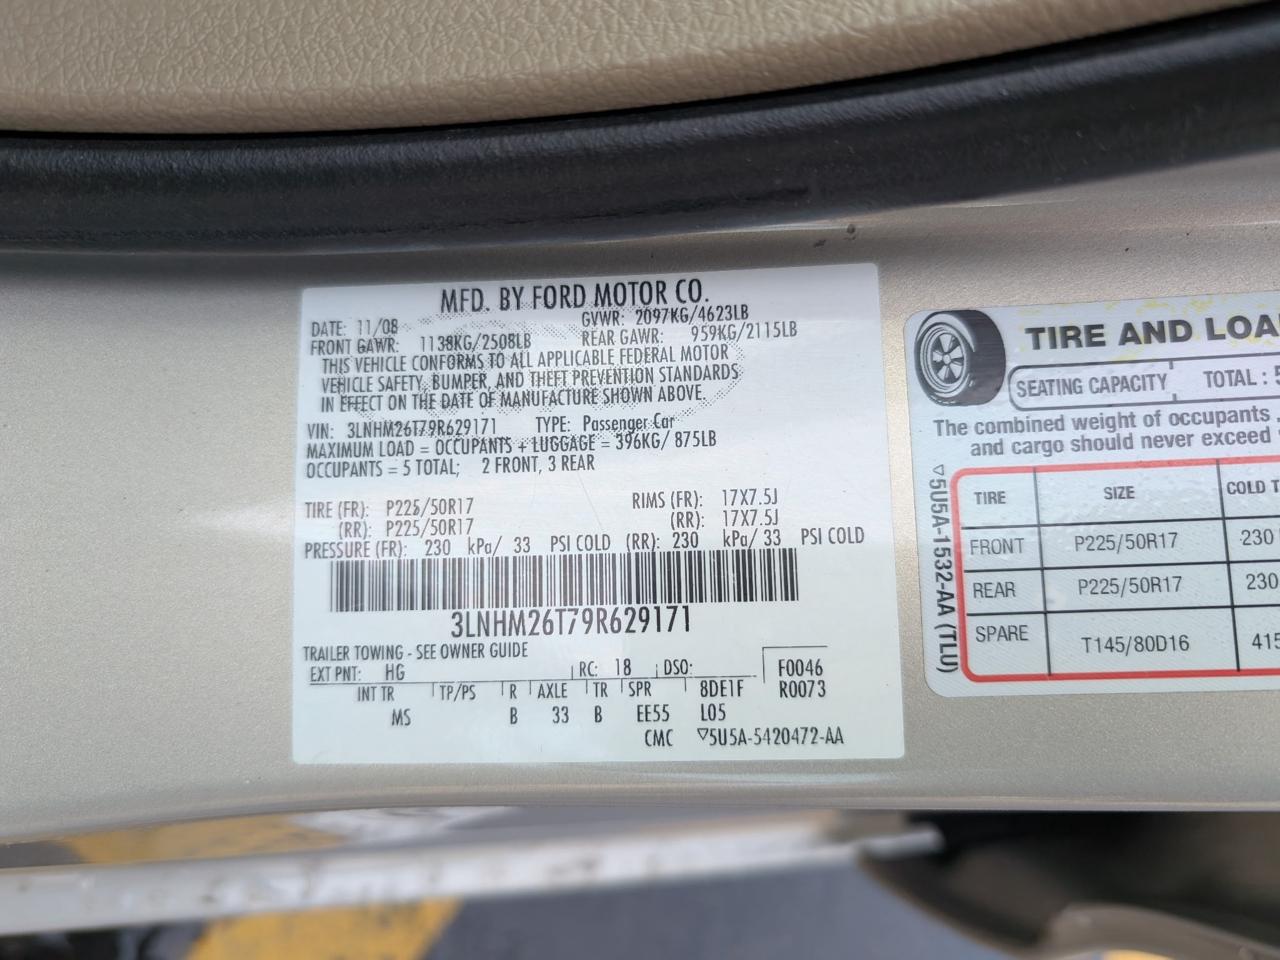 MFD. BY FORD MOTOR CO.
DATE: 11/08 GVWR: 2097KG/4623LB
FRONT GAWR: 1138KG/2508LB REAR GAWR: 959KG/2115LB
THIS VEHICLE CONFORMS TO ALL APPLICABLE FEDERAL MOTOR
VEHICLE SAFETY, BUMPER, AND THEFT PREVENTION STANDARDS
IN EFFECT ON THE DATE OF MANUFACTURE SHOWN ABOVE.
VIN: 3LNHM26T79R629171 TYPE: Passenger Car
MAXIMUM LOAD = OCCUPANTS + LUGGAGE = 396KG/ 875LB
OCCUPANTS = 5 TOTAL; 2 FRONT, 3 REAR
TIRE (FR): P225/50R17 RIMS (FR): 17X7.5J
(RR): P225/50R17 (RR): 17X7.5J
PRESSURE (FR): 230 kPa/ 33 PSI COLD (RR): 230 kPa/ 33 PSI COLD
3LNHM26T79R629171
TRAILER TOWING - SEE OWNER GUIDE
EXT PNT: HG RC: 18 DSO: F0046
INT TR TP/PS R AXLE TR SPR 8DE1F R0073
MS B 33 B EE55 L05
CMC ▽5U5A-5420472-AA
TIRE AND LOA
SEATING CAPACITY TOTAL : 5
The combined weight of occupants
and cargo should never exceed
▽5U5A-1532-AA (TLU)
TIRE SIZE COLD T
FRONT P225/50R17 230
REAR P225/50R17 230
SPARE T145/80D16 415